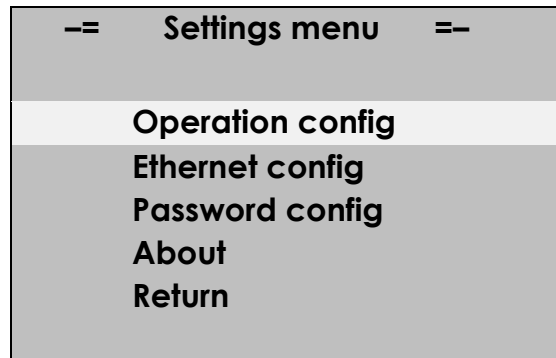 –= Settings menu =–
Operation config
Ethernet config
Password config
About
Return